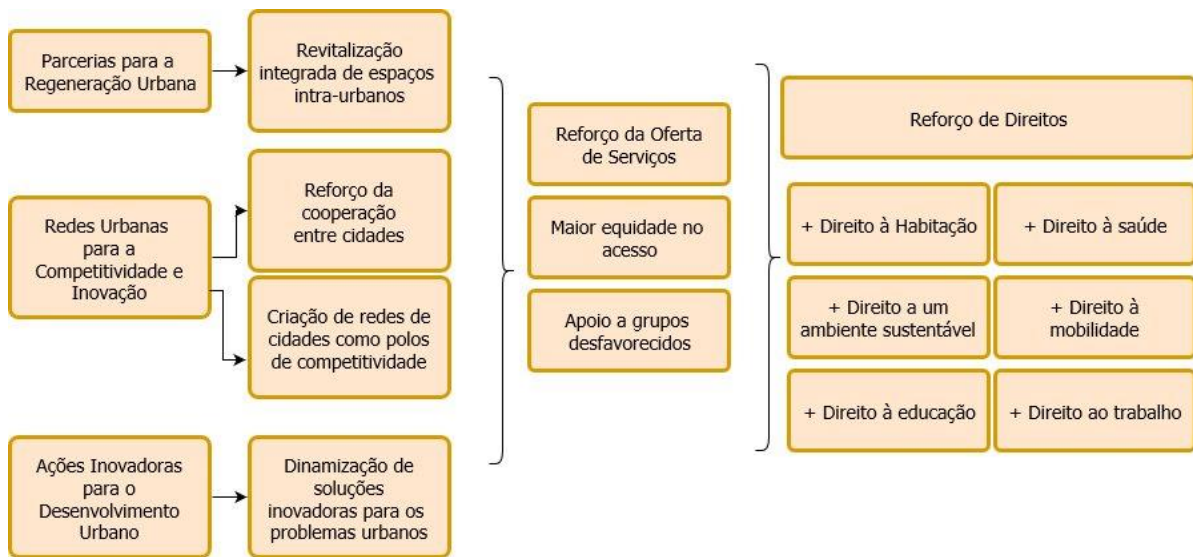 Parcerias para a
Regeneração Urbana
Revitalização
integrada de espaços
intra-urbanos
Redes Urbanas
para a
Competitividade e
Inovação
Reforço da
cooperação
entre cidades
Criação de redes de
cidades como polos
de competitividade
Ações Inovadoras
para o
Desenvolvimento
Urbano
Dinamização de
soluções
inovadoras para os
problemas urbanos
Reforço da Oferta
de Serviços
Maior equidade no
acesso
Apoio a grupos
desfavorecidos
Reforço de Direitos
+ Direito à Habitação
+ Direito à saúde
+ Direito a um
ambiente sustentável
+ Direito à
mobilidade
+ Direito à educação
+ Direito ao trabalho